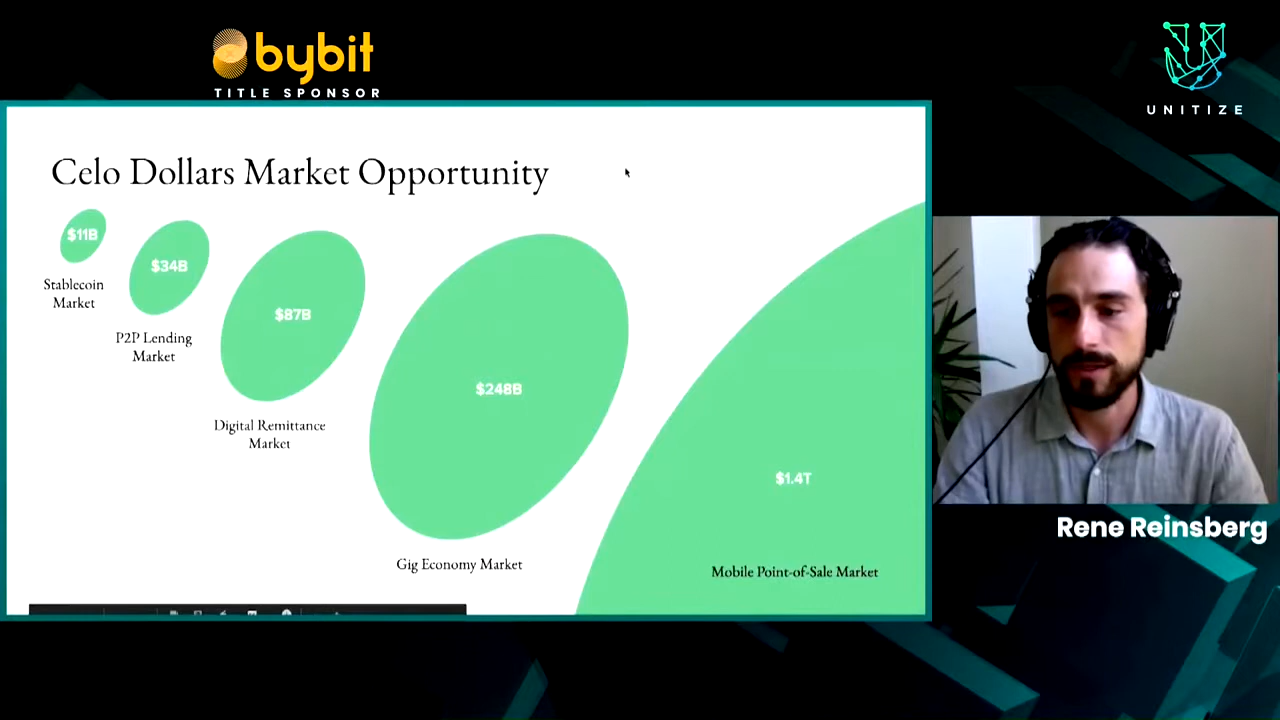 bybit
TITLE SPONSOR
UNITIZE
Celo Dollars Market Opportunity
$11B
Stablecoin
Market
$34B
P2P Lending
Market
$87B
Digital Remittance
Market
$248B
Gig Economy Market
$1.4T
Mobile Point-of-Sale Market
Rene Reinsberg